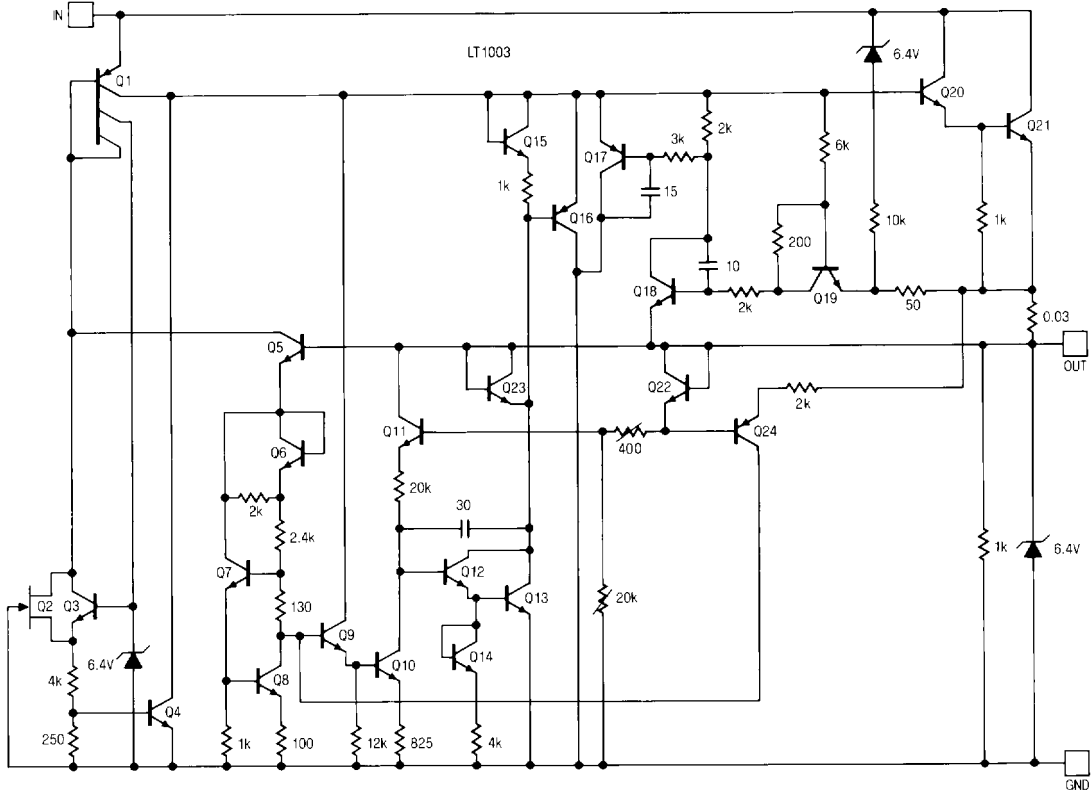 IN
LT1003
6.4V
Q1
Q20
Q21
Q15
Q17
3k
2k
6k
1k
15
Q16
200
10k
1k
10
Q18
2k
Q19
50
0.03
OUT
Q5
Q23
Q22
2k
Q11
400
Q24
Q6
20k
2k
2.4k
30
1k
6.4V
Q7
Q12
Q2
Q3
130
Q13
20k
Q9
Q14
6.4V
Q10
4k
Q8
Q4
250
1k
100
12k
825
4k
GND